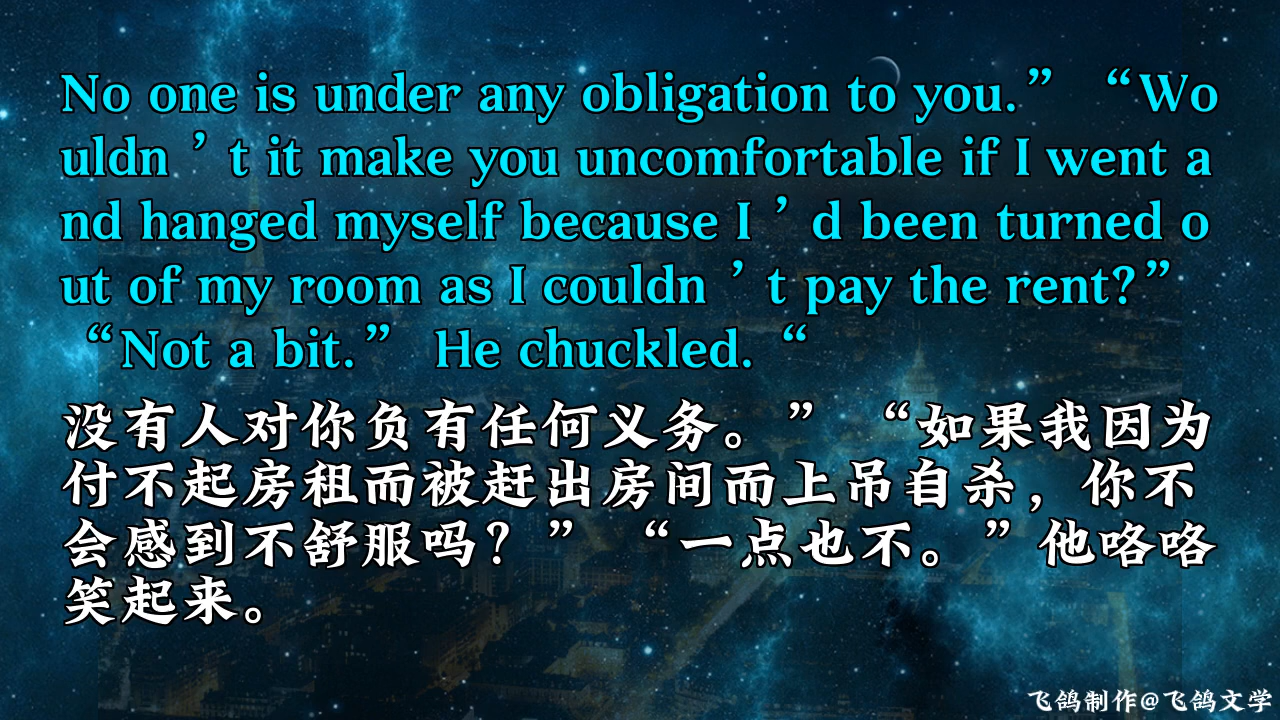 No one is under any obligation to you.” “Wo
uldn’t it make you uncomfortable if I went a
nd hanged myself because I’d been turned o
ut of my room as I couldn’t pay the rent?”
“Not a bit.” He chuckled. “
没有人对你负有任何义务。” “如果我因为
付不起房租而被赶出房间而上吊自杀，你不
会感到不舒服吗？” “一点也不。”他咯咯
笑起来。
飞鸽制作@飞鸽文学